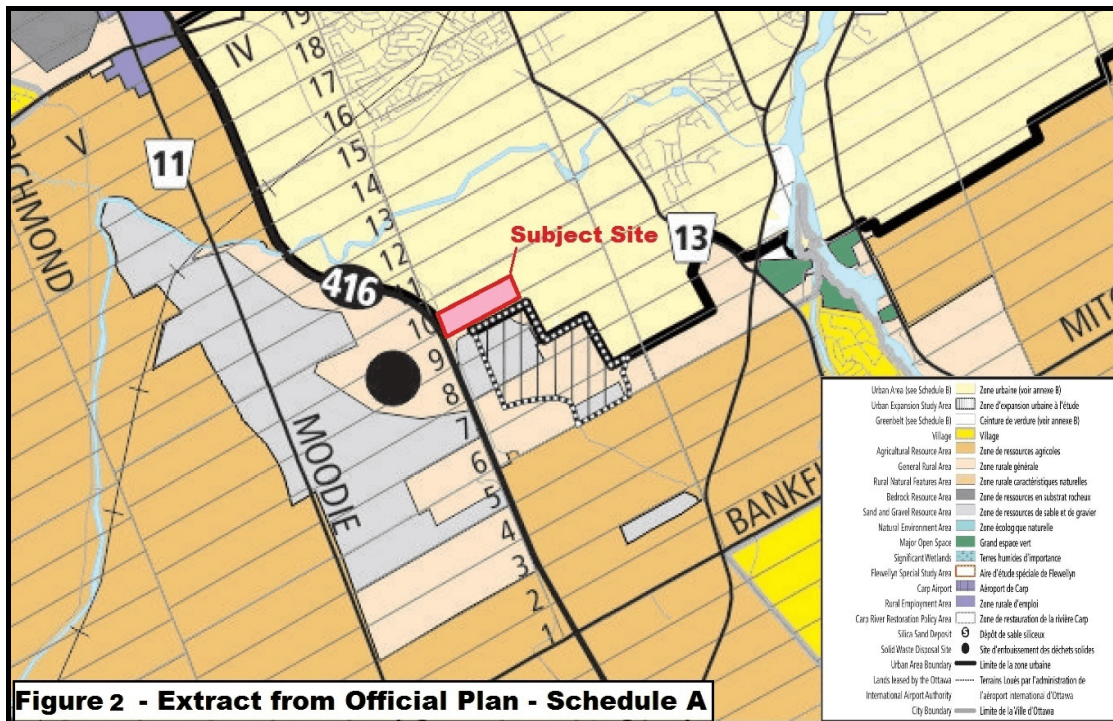 19
18
17
16
15
14
13
12
11
10
9
8
7
6
5
4
3
2
1
IV
V
11
RICHMOND
416
Subject Site
13
MOODIE
BANKF
MIT
Urban Area (see Schedule B) Zone urbaine (voir annexe B)
Urban Expansion Study Area Zone d'expansion urbaine à l'étude
Greenbelt (see Schedule B) Ceinture de verdure (voir annexe B)
Village Village
Agricultural Resource Area Zone de ressources agricoles
General Rural Area Zone rurale générale
Rural Natural Features Area Zone rurale caractéristiques naturelles
Bedrock Resource Area Zone de ressources en substrat rocheux
Sand and Gravel Resource Area Zone de ressources de sable et de gravier
Natural Environment Area Zone écologique naturelle
Major Open Space Grand espace vert
Significant Wetlands Terres humides d'importance
Flewellyn Special Study Area Aire d'étude spéciale de Flewellyn
Carp Airport Aéroport de Carp
Rural Employment Area Zone rurale d'emploi
Carp River Restoration Policy Area Zone de restauration de la rivière Carp
Silica Sand Deposit S Dépôt de sable siliceux
Solid Waste Disposal Site Site d'enfouissement des déchets solides
Urban Area Boundary Limite de la zone urbaine
Lands leased by the Ottawa Terrains Loués par l'administration de
International Airport Authority l'aéroport international d'Ottawa
City Boundary Limite de la Ville d'Ottawa
Figure 2 - Extract from Official Plan - Schedule A